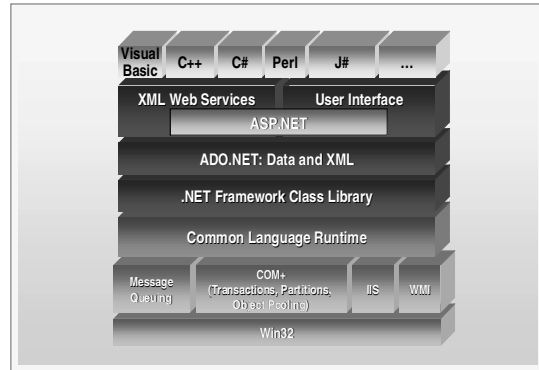 Visual
Basic
C++
C#
Perl
J#
...
XML Web Services
User Interface
ASP.NET
ADO.NET: Data and XML
.NET Framework Class Library
Common Language Runtime
Message
Queuing
COM+
(Transactions, Partitions,
Object Pooling)
IIS
WMI
Win32